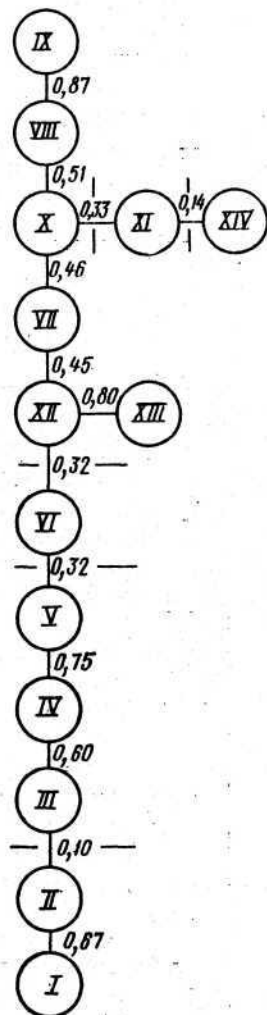 IX
0,87
VIII
0,51
X 0,33 XI 0,14 XIV
0,46
VII
0,45
XII 0,80 XIII
0,32
VI
0,32
V
0,75
IV
0,60
III
0,10
II
0,67
I